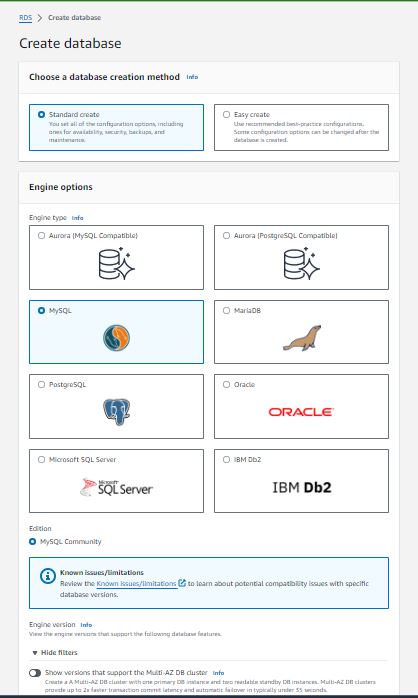 RDS > Create database
Create database
Choose a database creation method Info
Standard create
You set all of the configuration options, including
ones for availability, security, backups, and
maintenance.
Easy create
Use recommended best-practice configurations.
Some configuration options can be changed after the
database is created.
Engine options
Engine type Info
Aurora (MySQL Compatible)
Aurora (PostgreSQL Compatible)
MySQL
MariaDB
PostgreSQL
Oracle
ORACLE
Microsoft SQL Server
Microsoft
SQL Server
IBM Db2
IBM Db2
Edition
MySQL Community
Known issues/limitations
Review the Known issues/limitations to learn about potential compatibility issues with specific
database versions.
Engine version Info
View the engine versions that support the following database features.
Hide filters
Show versions that support the Multi-AZ DB cluster Info
Create a A Multi-AZ DB cluster with one primary DB instance and two readable standby DB instances. Multi-AZ DB clusters
provide up to 2x faster transaction commit latency and automatic failover in typically under 35 seconds.